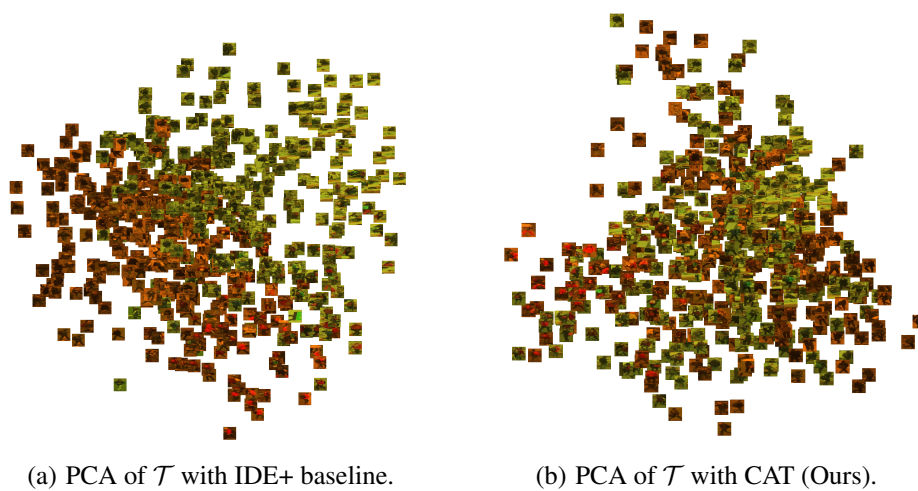 (a) PCA of 𝒯 with IDE+ baseline.
(b) PCA of 𝒯 with CAT (Ours).